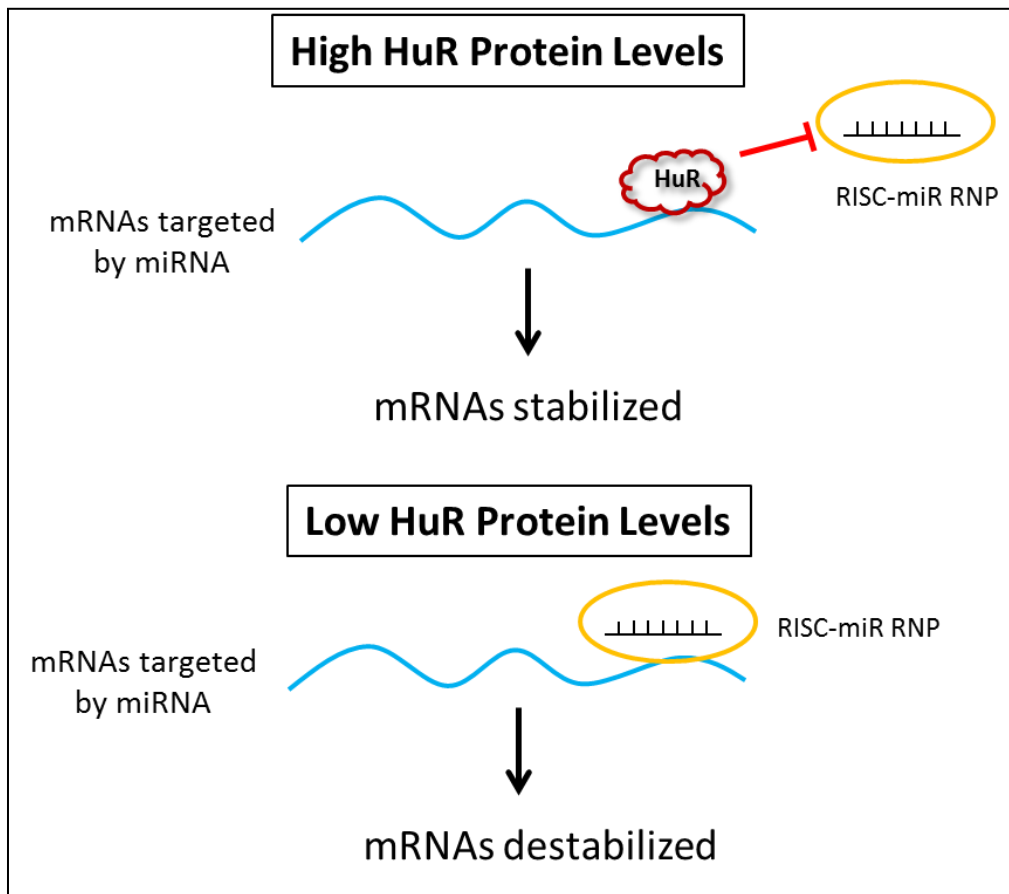 High HuR Protein Levels
HuR
RISC-miR RNP
mRNAs targeted
by miRNA
mRNAs stabilized
Low HuR Protein Levels
RISC-miR RNP
mRNAs targeted
by miRNA
mRNAs destabilized